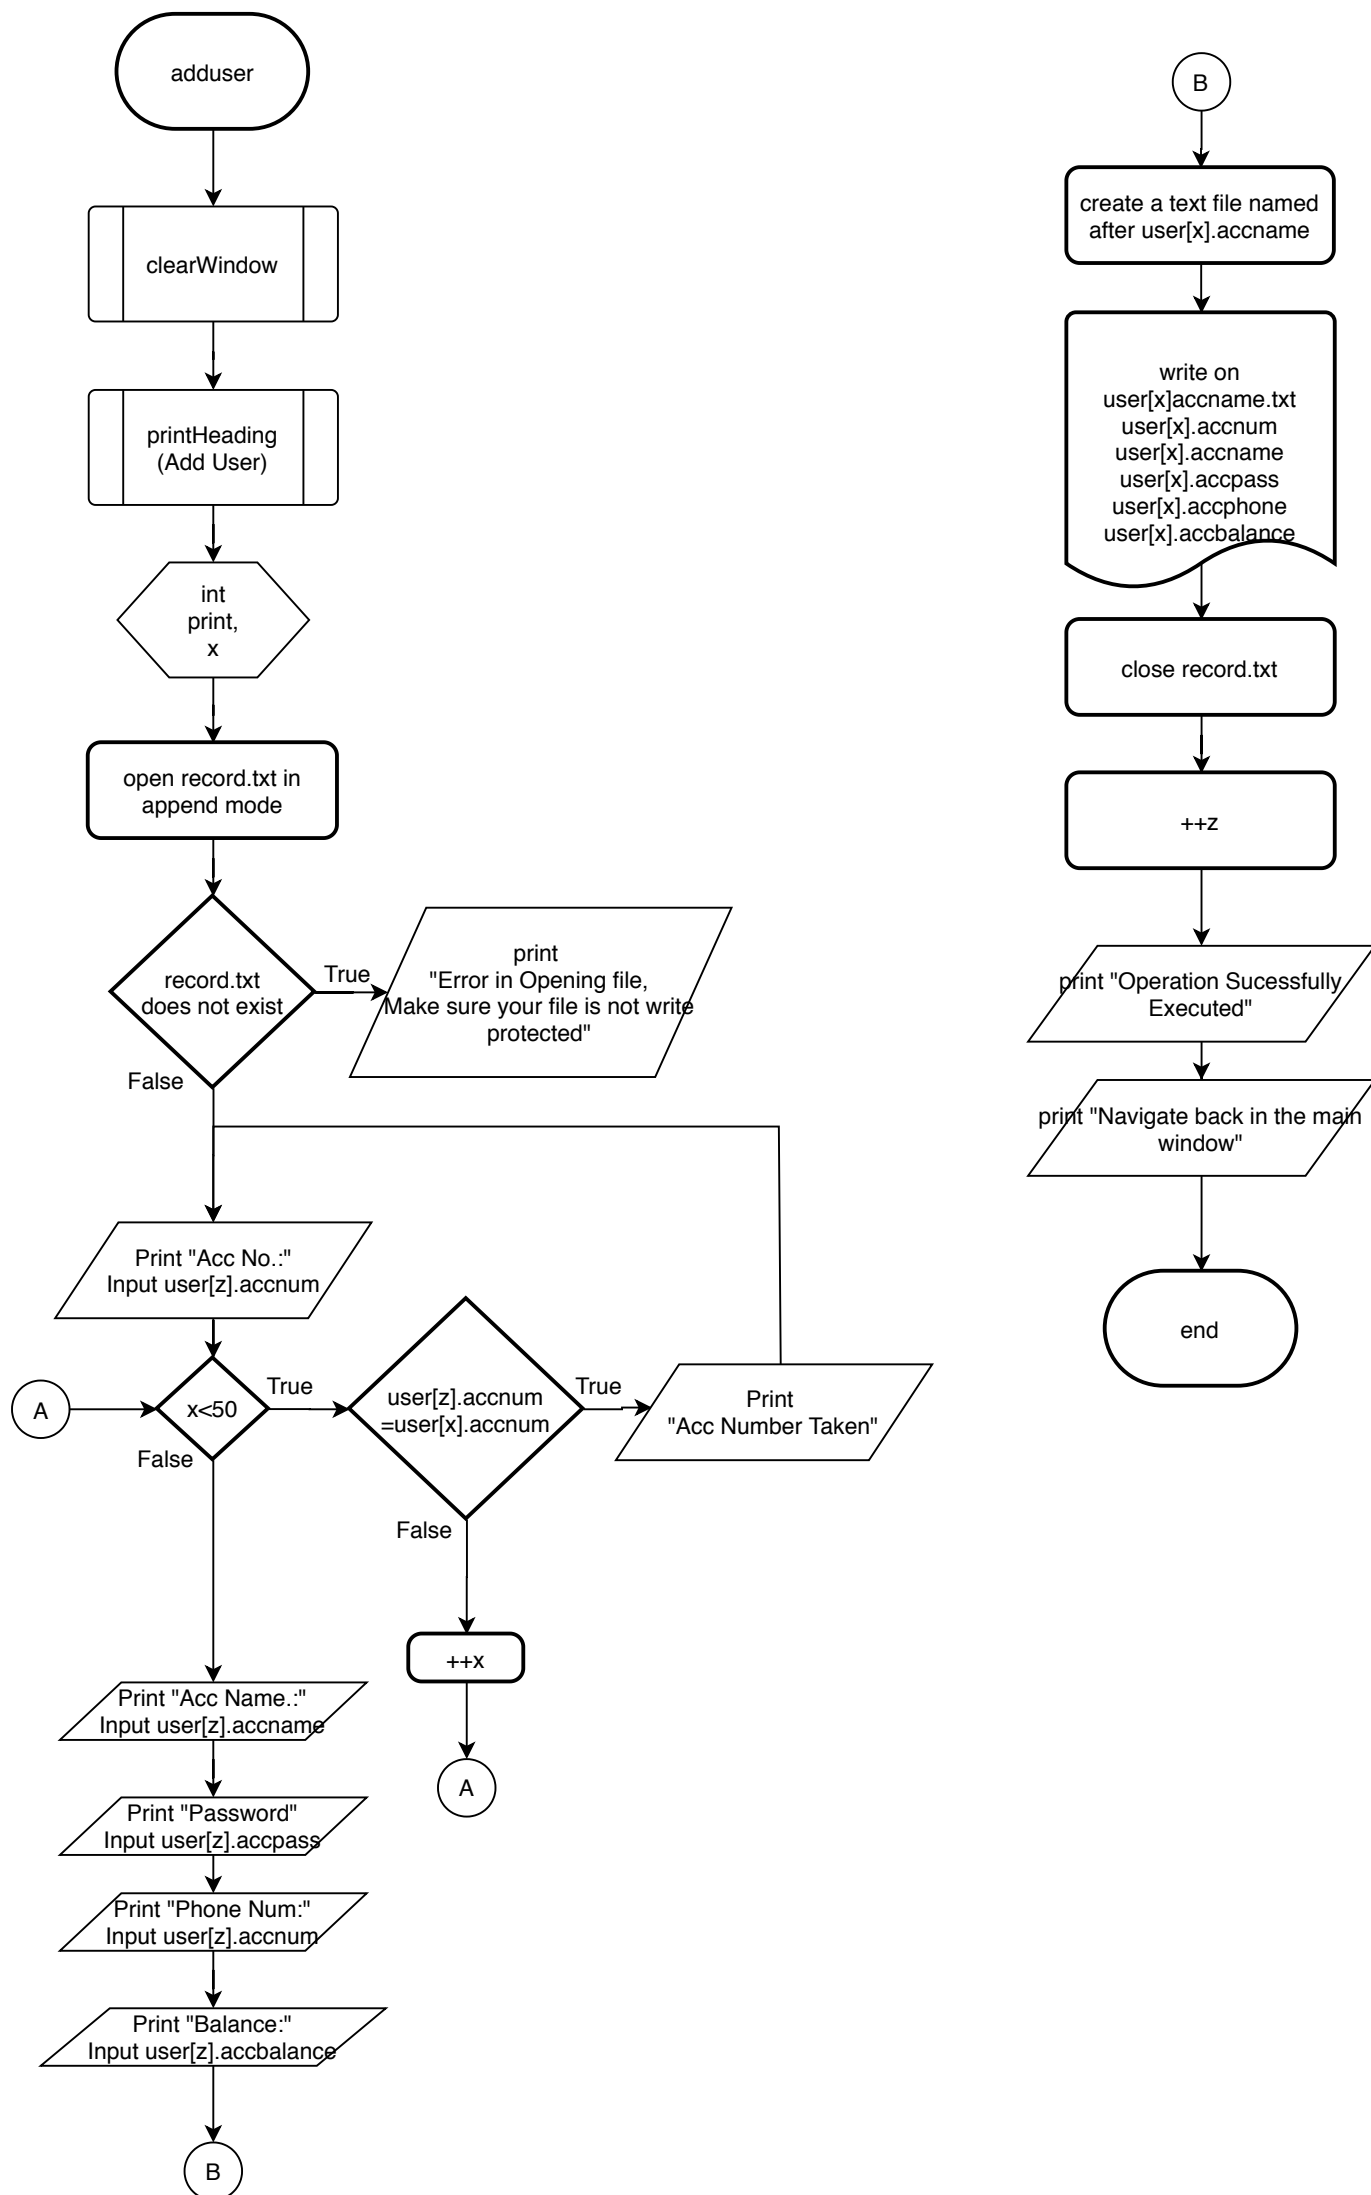 adduser
clearWindow
printHeading
(Add User)
int
print,
x
open record.txt in
append mode
record.txt
does not exist
True
print
"Error in Opening file,
Make sure your file is not write
protected"
False
Print "Acc No.:"
Input user[z].accnum
A
x<50
True
user[z].accnum
=user[x].accnum
True
Print
"Acc Number Taken"
False
False
++x
A
Print "Acc Name.:"
Input user[z].accname
Print "Password"
Input user[z].accpass
Print "Phone Num:"
Input user[z].accnum
Print "Balance:"
Input user[z].accbalance
B
B
create a text file named
after user[x].accname
write on
user[x]accname.txt
user[x].accnum
user[x].accname
user[x].accpass
user[x].accphone
user[x].accbalance
close record.txt
++z
print "Operation Sucessfully
Executed"
print "Navigate back in the main
window"
end